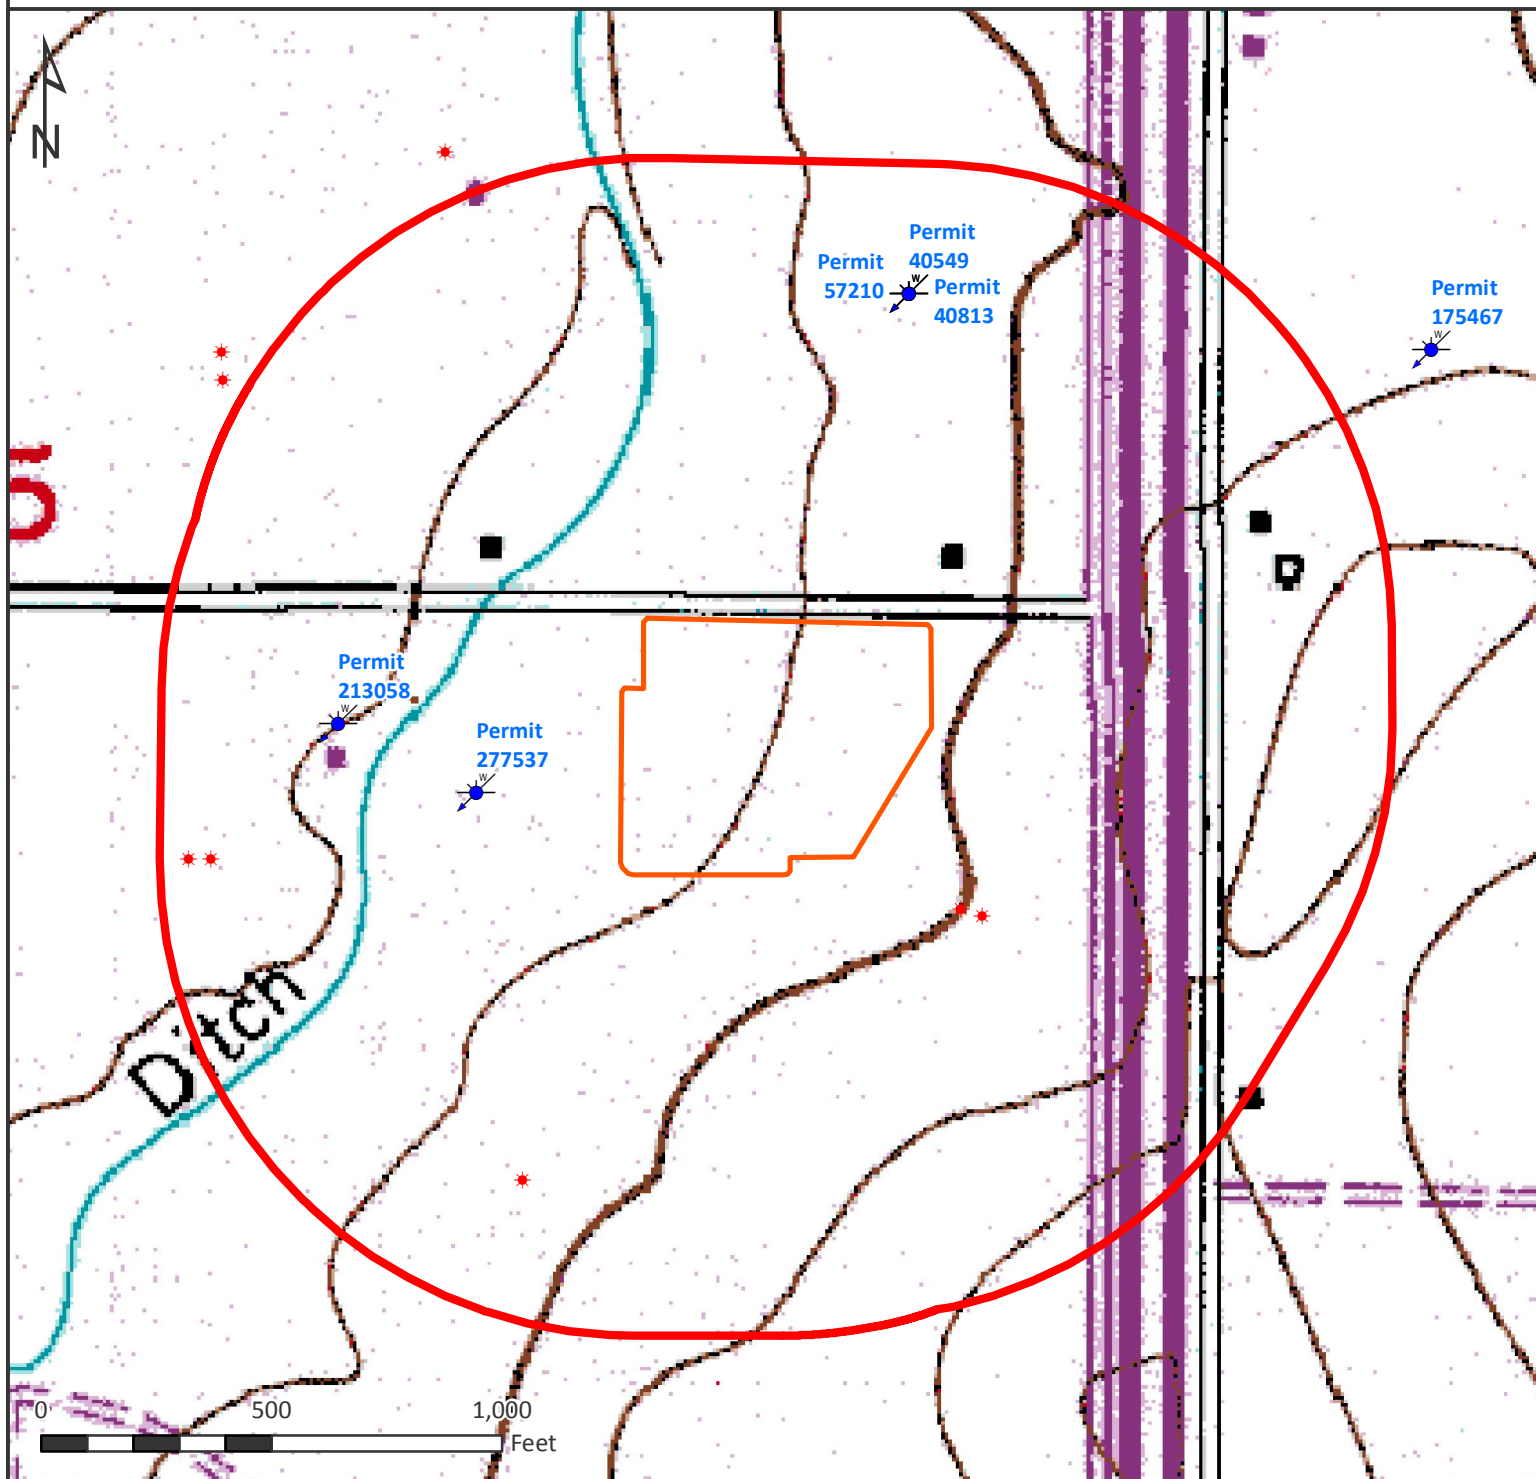 N
Permit
40549
Permit
57210
Permit
40813
Permit
175467
Permit
213058
Permit
277537
Ditch
0 500 1,000
Feet